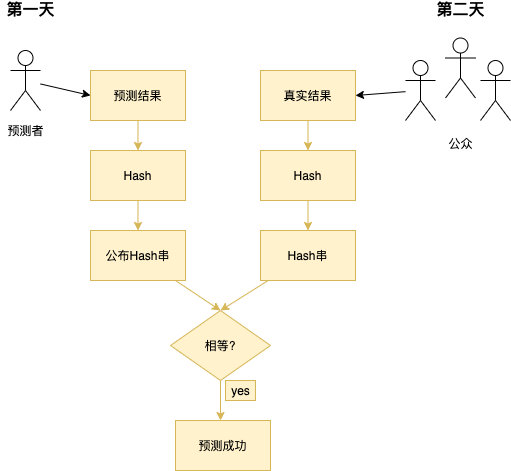 第一天
第二天
预测者
公众
预测结果
真实结果
Hash
Hash
公布Hash串
Hash串
相等?
yes
预测成功